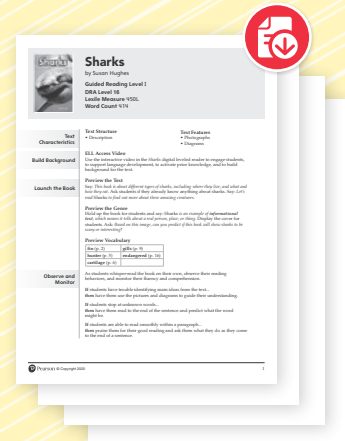 Sharks
Sharks
by Susan Hughes
Guided Reading Level I
DRA Level 16
Lexile Measure 450L
Word Count 414
Text
Characteristics
Text Structure
• Description
Text Features
• Photographs
• Diagrams
Build Background
ELL Access Video
Use the interactive video in the Sharks digital leveled reader to engage students,
to support language development, to activate prior knowledge, and to build
background for the text.
Launch the Book
Preview the Text
Say: This book is about different types of sharks, including where they live, and what and
how they eat. Ask students if they already know anything about sharks. Say: Let's
read Sharks to find out more about these amazing creatures.
Preview the Genre
Hold up the book for students and say: Sharks is an example of informational
text, which means it tells about a real person, place, or thing. Display the cover for
students. Ask: Based on this image, can you predict if this book will show sharks to be
scary or interesting?
Preview Vocabulary
fin (p. 2) gills (p. 9)
hunter (p. 5) endangered (p. 16)
cartilage (p. 6)
Observe and
Monitor
As students whisper-read the book on their own, observe their reading
behaviors, and monitor their fluency and comprehension.
If students have trouble identifying main ideas from the text...
then have them use the pictures and diagrams to guide their understanding.
If students stop at unknown words...
then have them read to the end of the sentence and predict what the word
might be.
If students are able to read smoothly within a paragraph...
then praise them for their good reading and ask them what they do as they come
to the end of a sentence.
Pearson © Copyright 2020
1